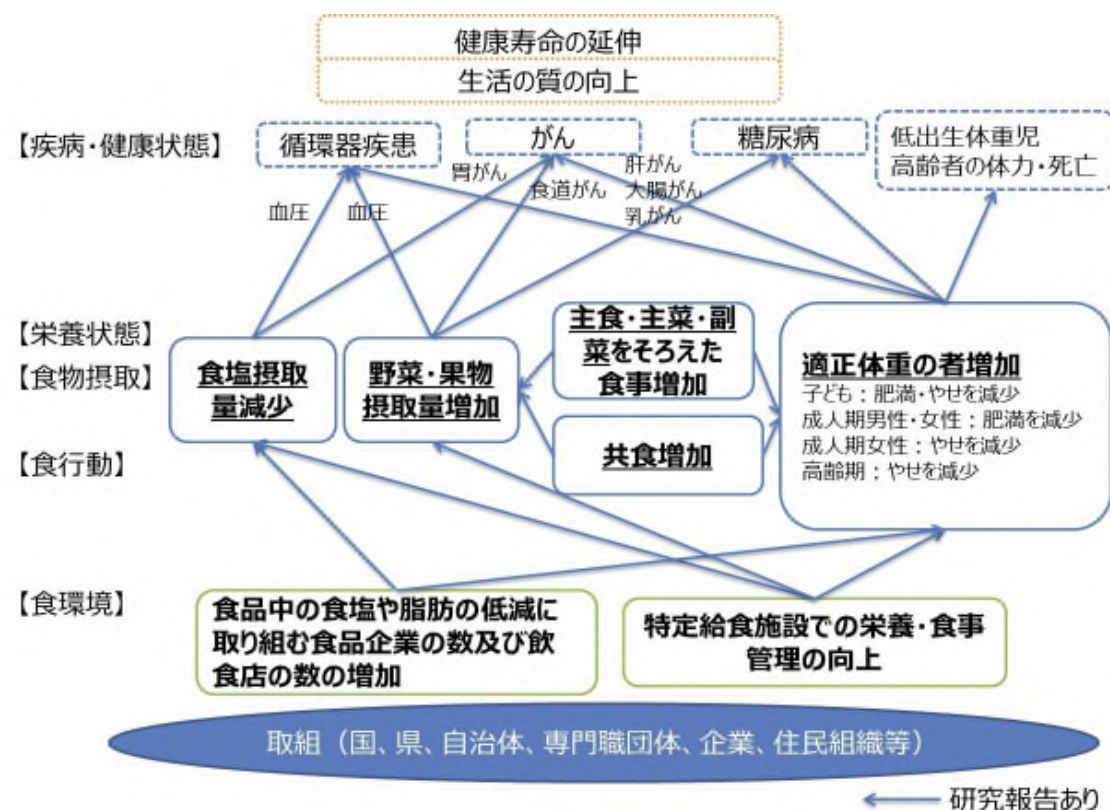 健康寿命の延伸
生活の質の向上
【疾病・健康状態】
循環器疾患
がん
糖尿病
低出生体重児
高齢者の体力・死亡
胃がん
食道がん
肝がん
大腸がん
乳がん
血圧
血圧
【栄養状態】
【食物摂取】
食塩摂取
量減少
野菜・果物
摂取量増加
主食・主菜・副
菜をそろえた
食事増加
適正体重の者増加
子ども：肥満・やせを減少
成人期男性・女性：肥満を減少
成人期女性：やせを減少
高齢期：やせを減少
【食行動】
共食増加
【食環境】
食品中の食塩や脂肪の低減に
取り組む食品企業の数及び飲
食店の数の増加
特定給食施設での栄養・食事
管理の向上
取組（国、県、自治体、専門職団体、企業、住民組織等）
研究報告あり